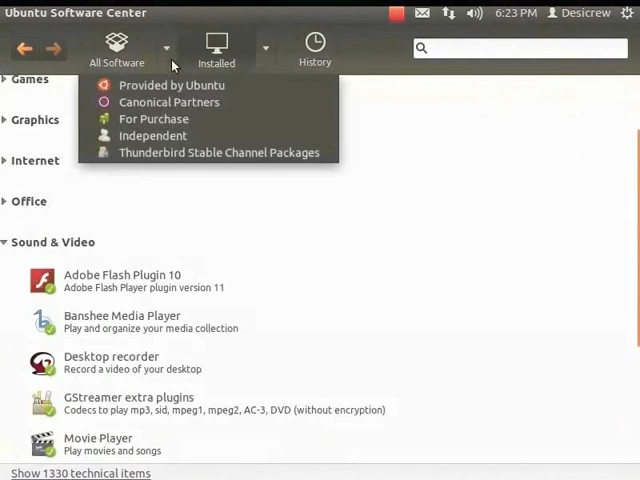 Ubuntu Software Center
6:23 PM
Desicrew
All Software
Installed
History
Provided by Ubuntu
Canonical Partners
For Purchase
Independent
Thunderbird Stable Channel Packages
Games
Graphics
Internet
Office
Sound & Video
Adobe Flash Plugin 10
Adobe Flash Player plugin version 11
Banshee Media Player
Play and organize your media collection
Desktop recorder
Record a video of your desktop
GStreamer extra plugins
Codecs to play mp3, sid, mpeg1, mpeg2, AC-3, DVD (without encryption)
Movie Player
Play movies and songs
Show 1330 technical items